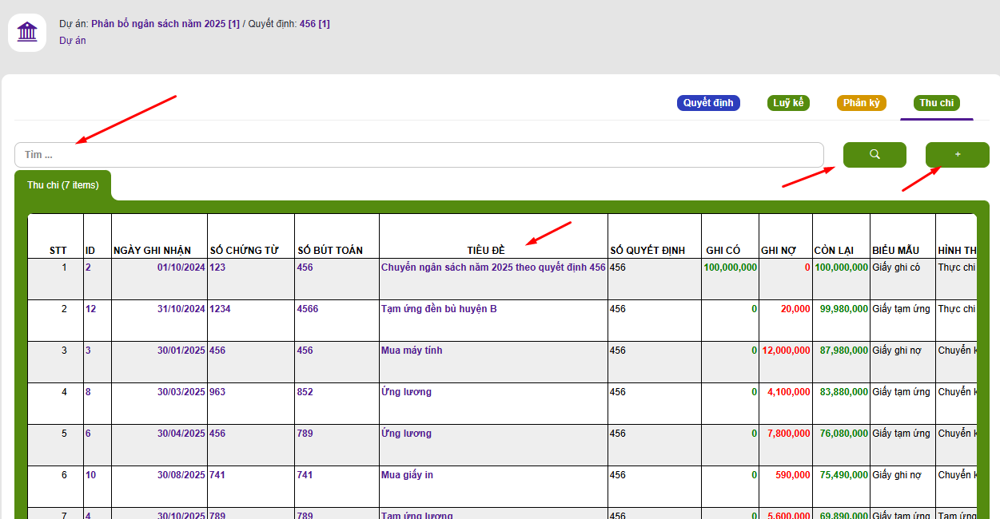 Dự án: Phân bổ ngân sách năm 2025 [1] / Quyết định: 456 [1]
Dự án
Quyết định Luỹ kế Phân kỳ Thu chi
Tìm ...
+
Thu chi (7 items)
STT ID NGÀY GHI NHẬN SỐ CHỨNG TỪ SỐ BÚT TOÁN TIÊU ĐỀ SỐ QUYẾT ĐỊNH GHI CÓ GHI NỢ CÒN LẠI BIỂU MẪU HÌNH TH
1 2 01/10/2024 123 456 Chuyển ngân sách năm 2025 theo quyết định 456 456 100,000,000 0 100,000,000 Giấy ghi có Thực chi
2 12 31/10/2024 1234 4566 Tạm ứng đền bù huyện B 456 0 20,000 99,980,000 Giấy tạm ứng Thực chi
3 3 30/01/2025 456 456 Mua máy tính 456 0 12,000,000 87,980,000 Giấy ghi nợ Chuyển k
4 8 30/03/2025 963 852 Ứng lương 456 0 4,100,000 83,880,000 Giấy tạm ứng Chuyển k
5 6 30/04/2025 456 789 Ứng lương 456 0 7,800,000 76,080,000 Giấy tạm ứng Chuyển k
6 10 30/08/2025 741 741 Mua giấy in 456 0 590,000 75,490,000 Giấy ghi nợ Chuyển k
7 4 30/10/2025 789 789 Tạm ứng lương 456 0 5,600,000 69,890,000 Giấy tạm ứng Tạm ứng